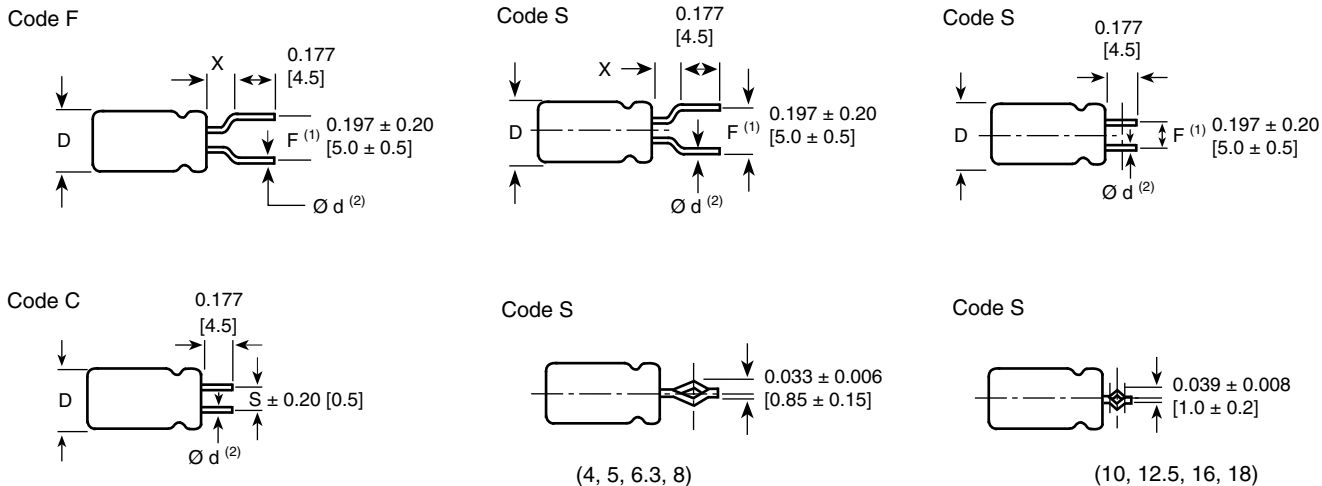 Code F
X
0.177
[4.5]
D
F (1)
0.197 ± 0.20
[5.0 ± 0.5]
Ø d (2)
Code S
0.177
[4.5]
X
D
F (1)
0.197 ± 0.20
[5.0 ± 0.5]
Ø d (2)
Code S
0.177
[4.5]
D
F (1)
0.197 ± 0.20
[5.0 ± 0.5]
Ø d (2)
Code C
0.177
[4.5]
D
S ± 0.20 [0.5]
Ø d (2)
Code S
0.033 ± 0.006
[0.85 ± 0.15]
(4, 5, 6.3, 8)
Code S
0.039 ± 0.008
[1.0 ± 0.2]
(10, 12.5, 16, 18)